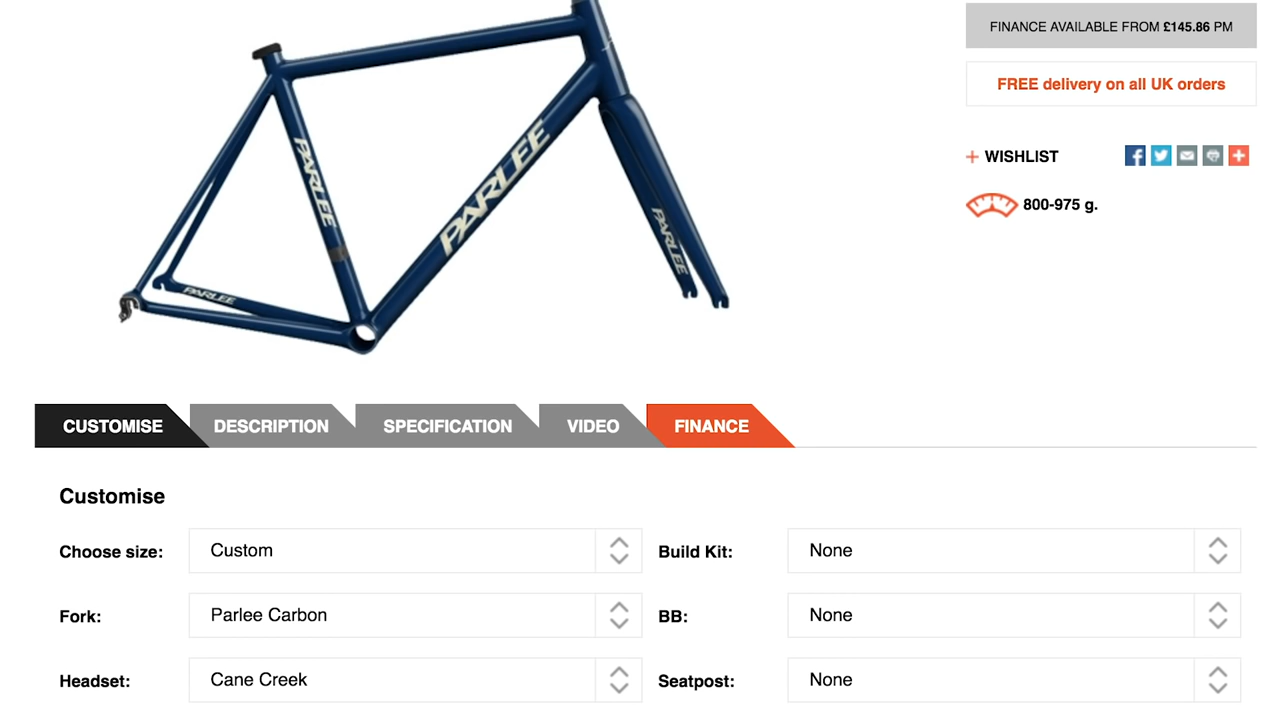 FINANCE AVAILABLE FROM £145.86 PM
FREE delivery on all UK orders
+ WISHLIST
800-975 g.
PARLEE
PARLEE
PARLEE
PARLEE
CUSTOMISE DESCRIPTION SPECIFICATION VIDEO FINANCE
Customise
Choose size: Custom Build Kit: None
Fork: Parlee Carbon BB: None
Headset: Cane Creek Seatpost: None